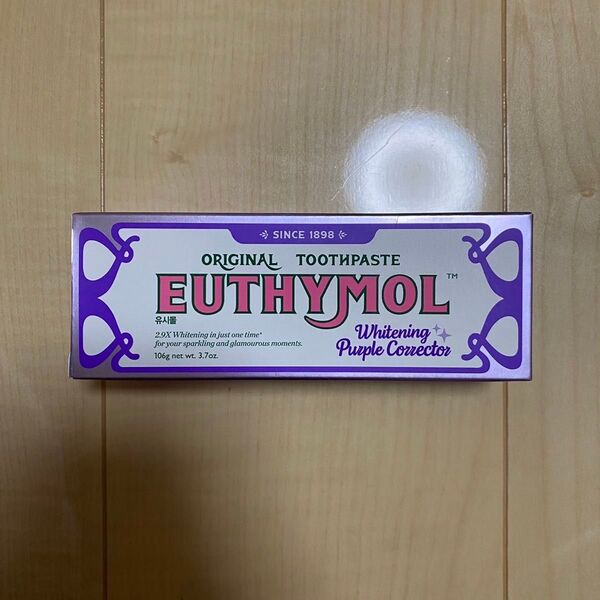 SINCE 1898
ORIGINAL TOOTHPASTE
EUTHYMOL™
유시몰
2.9X Whitening in just one time*
for your sparkling and glamourous moments.
106g net wt. 3.7oz.
Whitening
Purple Corrector